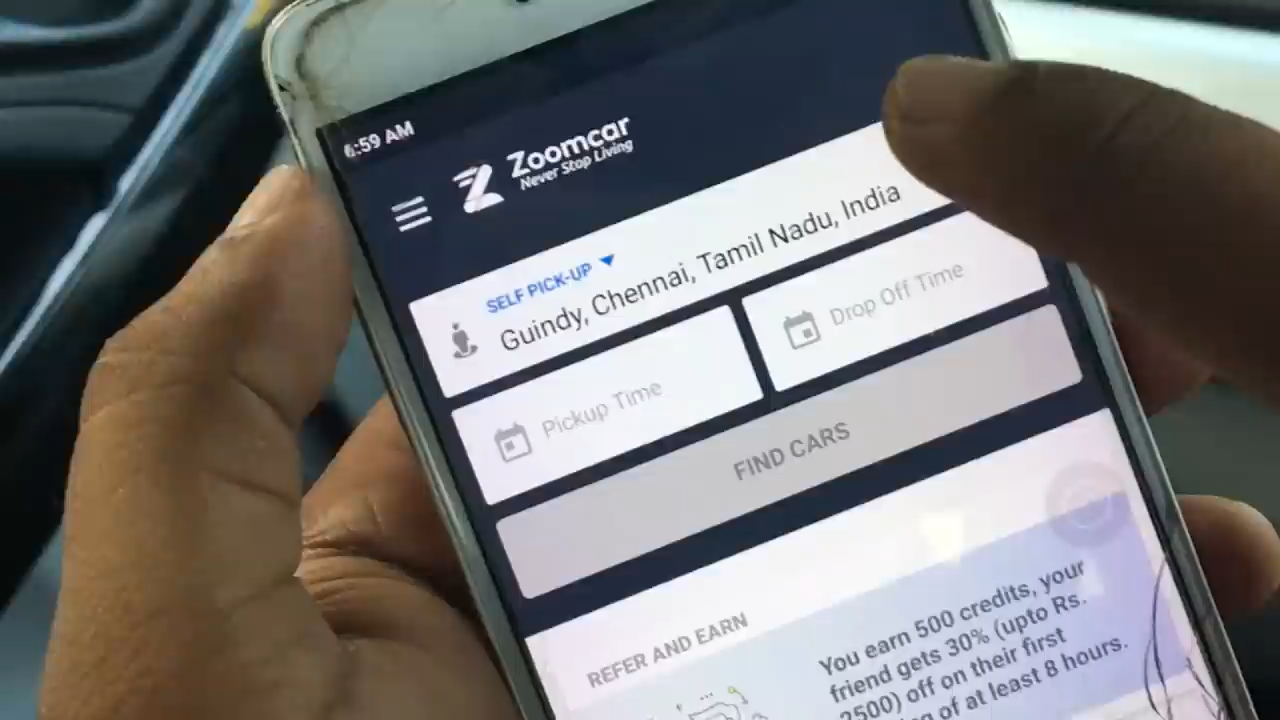 6:59 AM
Zoomcar
Never Stop Living
SELF PICK-UP
Guindy, Chennai, Tamil Nadu, India
Pickup Time
Drop Off Time
FIND CARS
REFER AND EARN
You earn 500 credits, your
friend gets 30% (upto Rs.
2500) off on their first
of at least 8 hours.